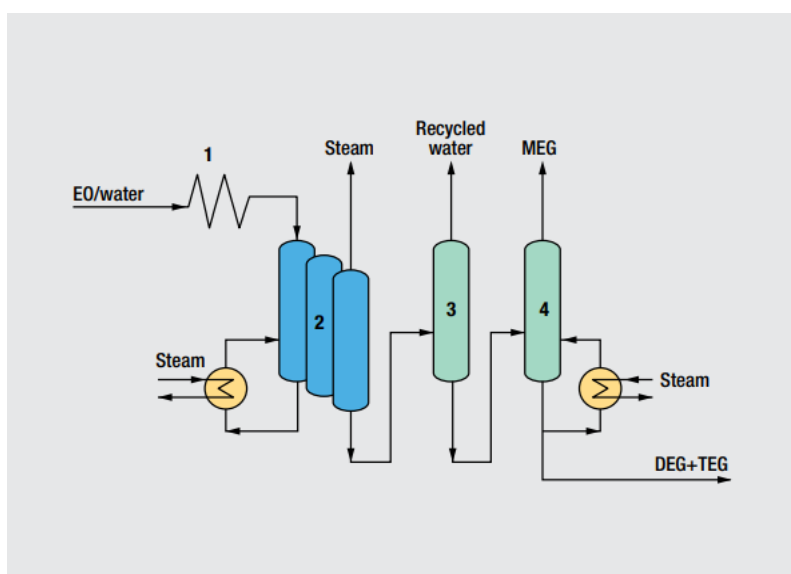 1
Steam
Recycled
water
MEG
EO/water
2
3
4
Steam
Steam
DEG+TEG